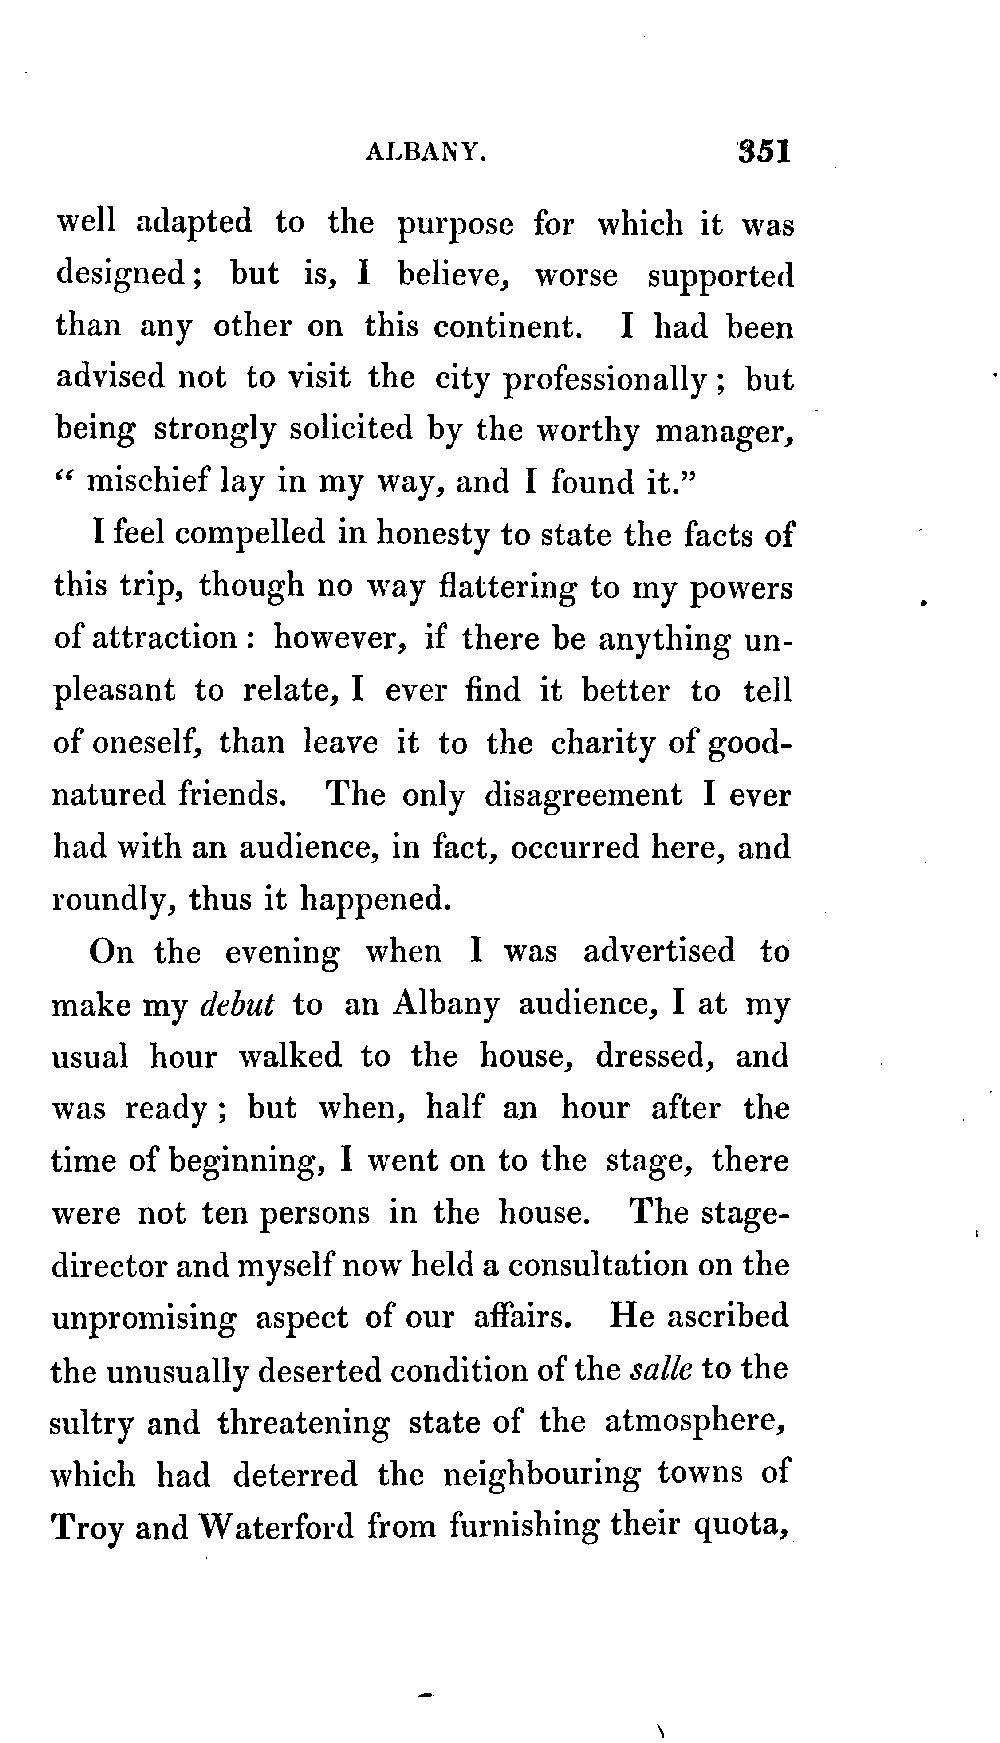 ALBANY. 351
well adapted to the purpose for which it was
designed; but is, I believe, worse supported
than any other on this continent. I had been
advised not to visit the city professionally; but
being strongly solicited by the worthy manager,
“ mischief lay in my way, and I found it.”
I feel compelled in honesty to state the facts of
this trip, though no way flattering to my powers
of attraction: however, if there be anything un-
pleasant to relate, I ever find it better to tell
of oneself, than leave it to the charity of good-
natured friends. The only disagreement I ever
had with an audience, in fact, occurred here, and
roundly, thus it happened.
On the evening when I was advertised to
make my debut to an Albany audience, I at my
usual hour walked to the house, dressed, and
was ready; but when, half an hour after the
time of beginning, I went on to the stage, there
were not ten persons in the house. The stage-
director and myself now held a consultation on the
unpromising aspect of our affairs. He ascribed
the unusually deserted condition of the salle to the
sultry and threatening state of the atmosphere,
which had deterred the neighbouring towns of
Troy and Waterford from furnishing their quota,